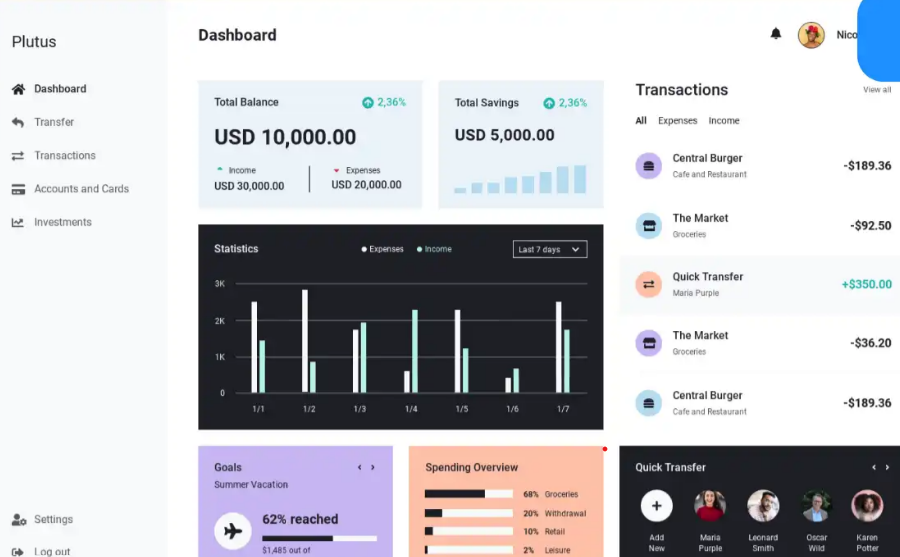 Plutus
Dashboard
Transfer
Transactions
Accounts and Cards
Investments
Settings
Log out
Dashboard
Nico
Total Balance
2,36%
USD 10,000.00
Income
USD 30,000.00
Expenses
USD 20,000.00
Total Savings
2,36%
USD 5,000.00
Statistics
Expenses
Income
Last 7 days
3K
2K
1K
0
1/1 1/2 1/3 1/4 1/5 1/6 1/7
Goals
Summer Vacation
62% reached
$1,485 out of
Spending Overview
68% Groceries
20% Withdrawal
10% Retail
2% Leisure
Transactions
View all
All Expenses Income
Central Burger
Cafe and Restaurant
-$189.36
The Market
Groceries
-$92.50
Quick Transfer
Maria Purple
+$350.00
The Market
Groceries
-$36.20
Central Burger
Cafe and Restaurant
-$189.36
Quick Transfer
Add
New
Maria
Purple
Leonard
Smith
Oscar
Wild
Karen
Potter